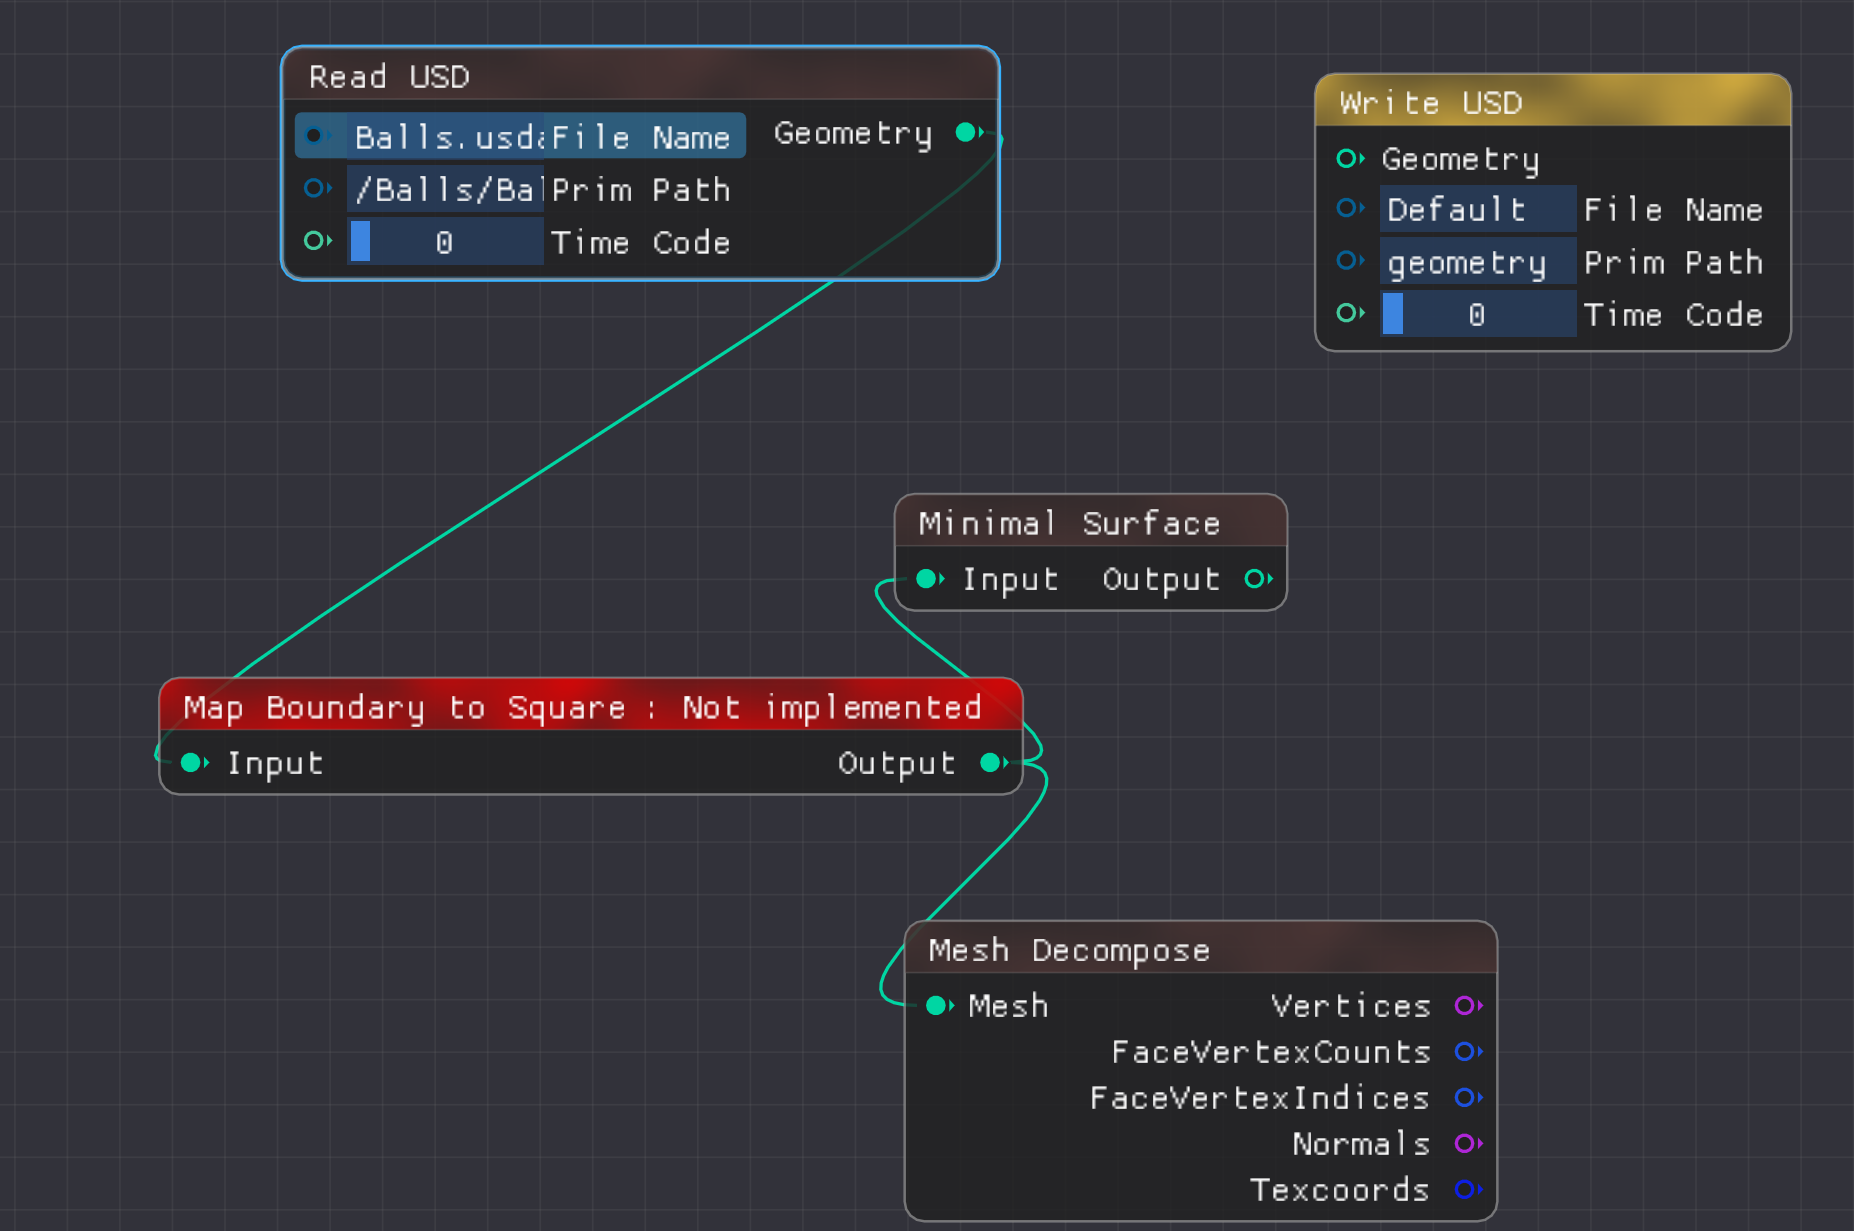 Read USD
Balls.usda File Name Geometry
/Balls/Bal Prim Path
0 Time Code
Write USD
Geometry
Default File Name
geometry Prim Path
0 Time Code
Minimal Surface
Input Output
Map Boundary to Square : Not implemented
Input Output
Mesh Decompose
Mesh Vertices
FaceVertexCounts
FaceVertexIndices
Normals
Texcoords